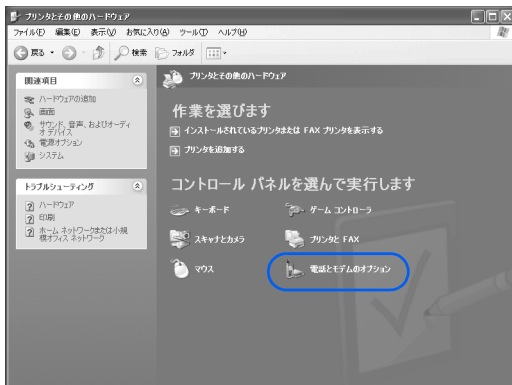 プリンタとその他のハードウェア
ファイル(F) 編集(E) 表示(V) お気に入り(A) ツール(T) ヘルプ(H)
戻る 検索 フォルダ
関連項目
ハードウェアの追加
画面
サウンド、音声、およびオーディ
オ デバイス
電源オプション
システム
トラブルシューティング
ハードウェア
印刷
ホーム ネットワークまたは小規
模オフィス ネットワーク
プリンタとその他のハードウェア
作業を選びます
インストールされているプリンタまたは FAX プリンタを表示する
プリンタを追加する
コントロール パネルを選んで実行します
キーボード
ゲーム コントローラ
スキャナとカメラ
プリンタと FAX
マウス
電話とモデムのオプション